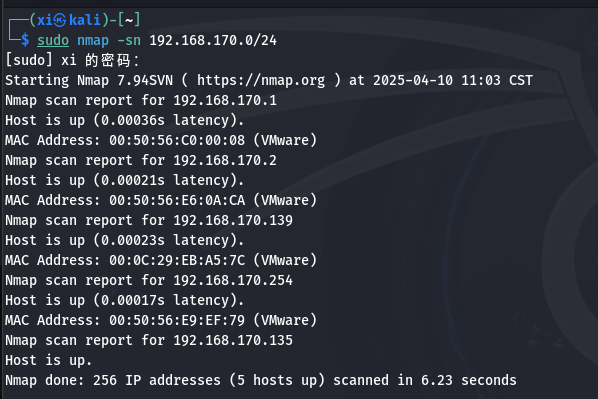 ┌──(xi㉿kali)-[~]
└─$ sudo nmap -sn 192.168.170.0/24
[sudo] xi 的密码：
Starting Nmap 7.94SVN ( https://nmap.org ) at 2025-04-10 11:03 CST
Nmap scan report for 192.168.170.1
Host is up (0.00036s latency).
MAC Address: 00:50:56:C0:00:08 (VMware)
Nmap scan report for 192.168.170.2
Host is up (0.00021s latency).
MAC Address: 00:50:56:E6:0A:CA (VMware)
Nmap scan report for 192.168.170.139
Host is up (0.00023s latency).
MAC Address: 00:0C:29:EB:A5:7C (VMware)
Nmap scan report for 192.168.170.254
Host is up (0.00017s latency).
MAC Address: 00:50:56:E9:EF:79 (VMware)
Nmap scan report for 192.168.170.135
Host is up.
Nmap done: 256 IP addresses (5 hosts up) scanned in 6.23 seconds